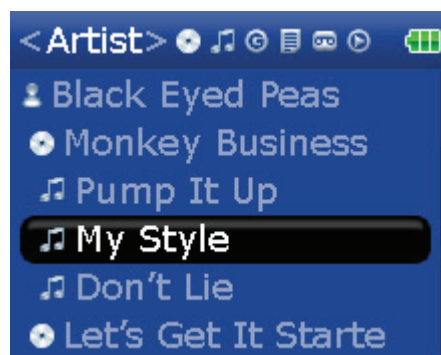 <Artist>
Black Eyed Peas
Monkey Business
Pump It Up
My Style
Don't Lie
Let's Get It Starte